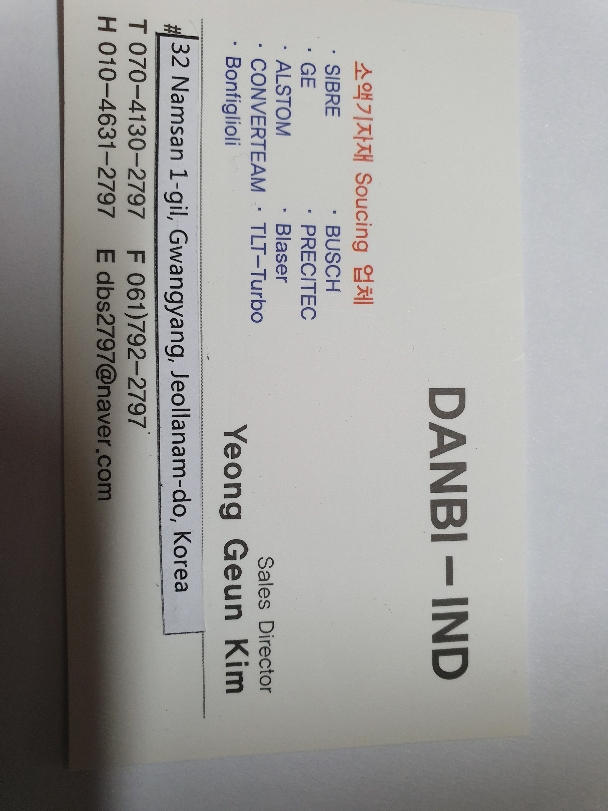 DANBI-IND
소액기자재 Soucing 업체
· SIBRE · BUSCH
· GE · PRECITEC
· ALSTOM · Blaser
· CONVERTEAM · TLT-Turbo
· Bonfiglioli
Sales Director
Yeong Geun Kim
# 32 Namsan 1-gil, Gwangyang, Jeollanam-do, Korea
T 070-4130-2797 F 061)792-2797
H 010-4631-2797 E dbs2797@naver.com